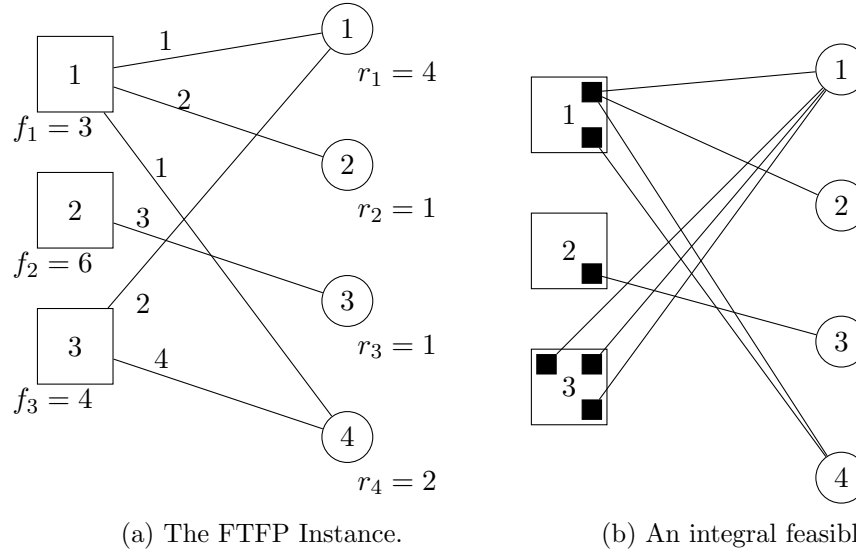 1
1
1
r₁ = 4
1
1
2
f₁ = 3
2
2
1
2
r₂ = 1
2
3
f₂ = 6
3
3
2
r₃ = 1
3
3
4
f₃ = 4
4
4
r₄ = 2
(a) The FTFP Instance.
(b) An integral feasibl